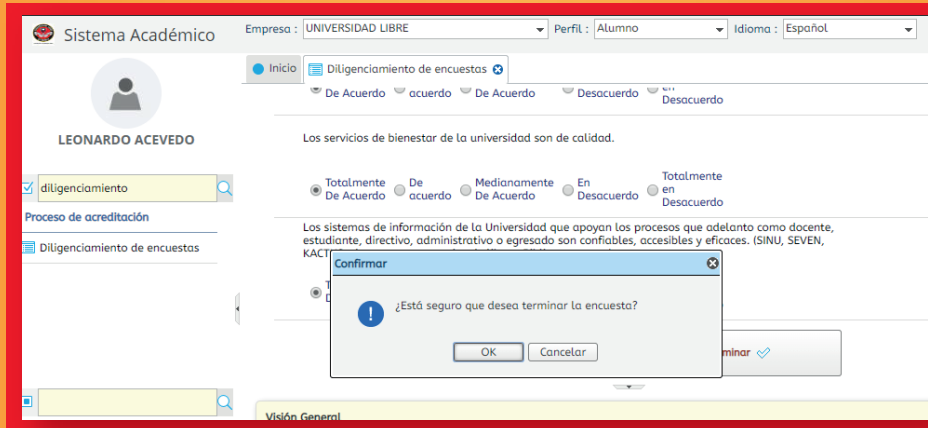 Sistema Académico
Empresa : UNIVERSIDAD LIBRE Perfil : Alumno Idioma : Español
Inicio Diligenciamiento de encuestas
LEONARDO ACEVEDO
diligenciamiento
Proceso de acreditación
Diligenciamiento de encuestas
De Acuerdo acuerdo De Acuerdo Desacuerdo en
Desacuerdo
Los servicios de bienestar de la universidad son de calidad.
Totalmente De Medianamente En Totalmente
De Acuerdo acuerdo De Acuerdo Desacuerdo en
Desacuerdo
Los sistemas de información de la Universidad que apoyan los procesos que adelanto como docente,
estudiante, directivo, administrativo o egresado son confiables, accesibles y eficaces. (SINU, SEVEN,
Confirmar
¿Está seguro que desea terminar la encuesta?
OK Cancelar
minar
Visión General